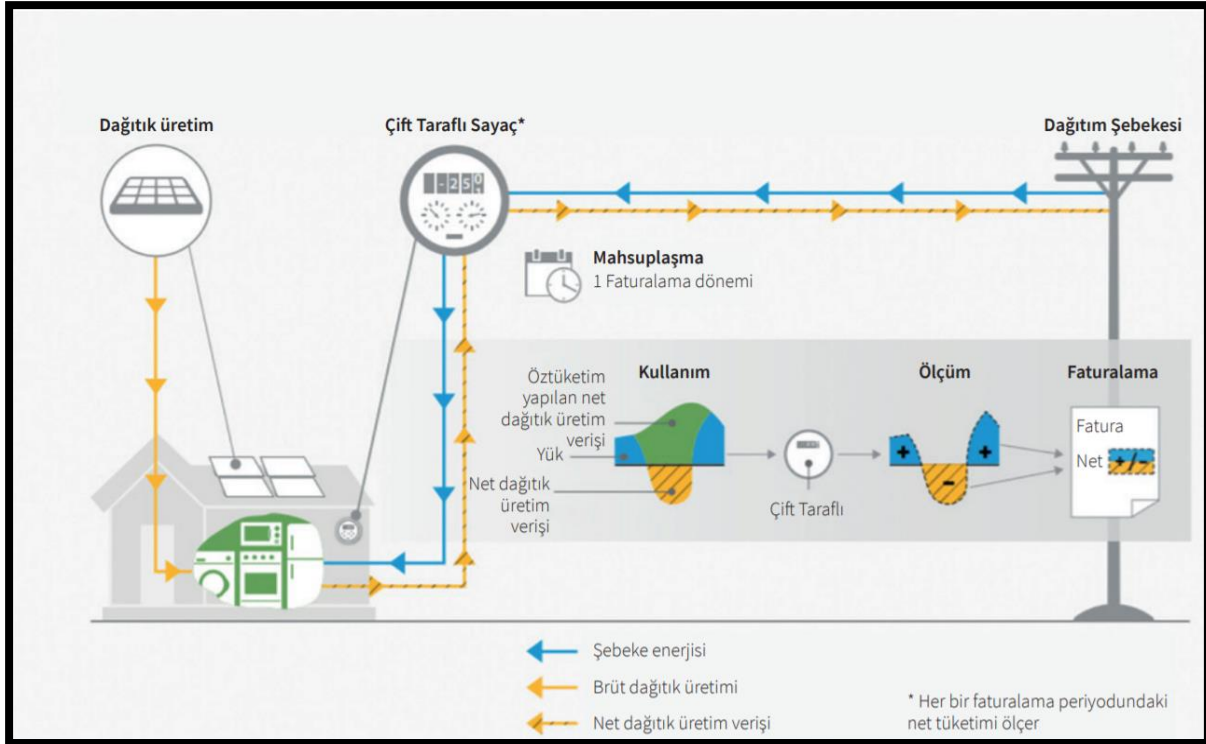 Dağıtık üretim
Çift Taraflı Sayaç*
Dağıtım Şebekesi
-250
1
Mahsuplaşma
1 Faturalama dönemi
Kullanım
Ölçüm
Faturalama
Öztüketim
yapılan net
dağıtık üretim
verisi
Yük
Net dağıtık
üretim
verisi
Çift Taraflı
+
-
+
Fatura
Net +/-
Şebeke enerjisi
Brüt dağıtık üretimi
Net dağıtık üretim verisi
* Her bir faturalama periyodundaki
net tüketimi ölçer